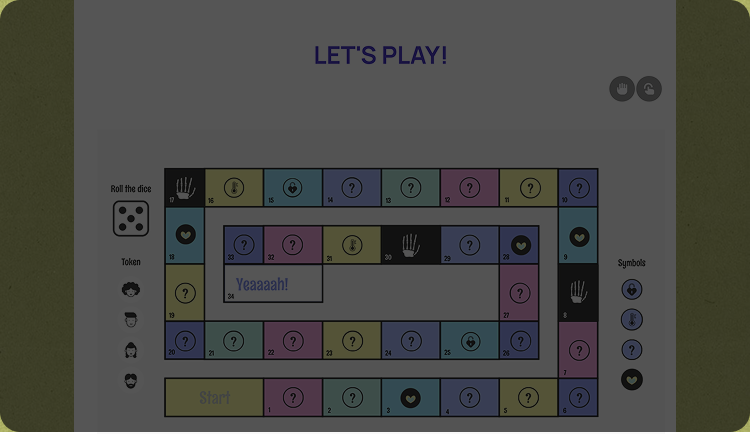 LET'S PLAY!
Roll the dice
17 16 15 14 13 12 11 10
18 33 32 31 30 29 28 9
Token
Symbols
Yeaaaah!
34
19 27 8
20 21 22 23 24 25 26 7
Start
1 2 3 4 5 6